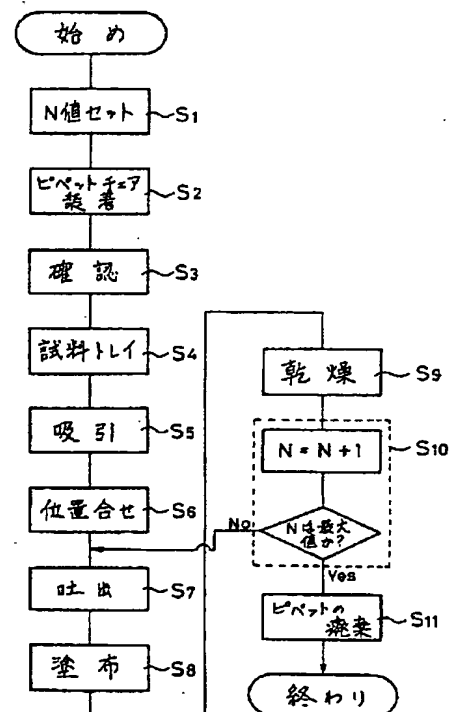 始め
N値セット
S1
ピペットチェア
装着
S2
確認
S3
試料トレイ
S4
吸引
S5
位置合せ
S6
吐出
S7
塗布
S8
乾燥
S9
N=N+1
S10
Nは最大
値か?
No
Yes
ピペットの
廃棄
S11
終わり